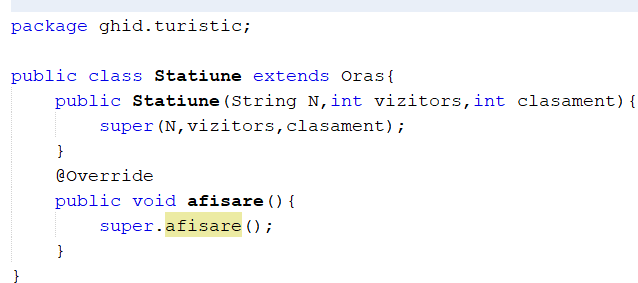 package ghid.turistic;
public class Statiune extends Oras{
public Statiune(String N,int vizitors,int clasament){
super(N,vizitors,clasament);
}
@Override
public void afisare(){
super.afisare();
}
}